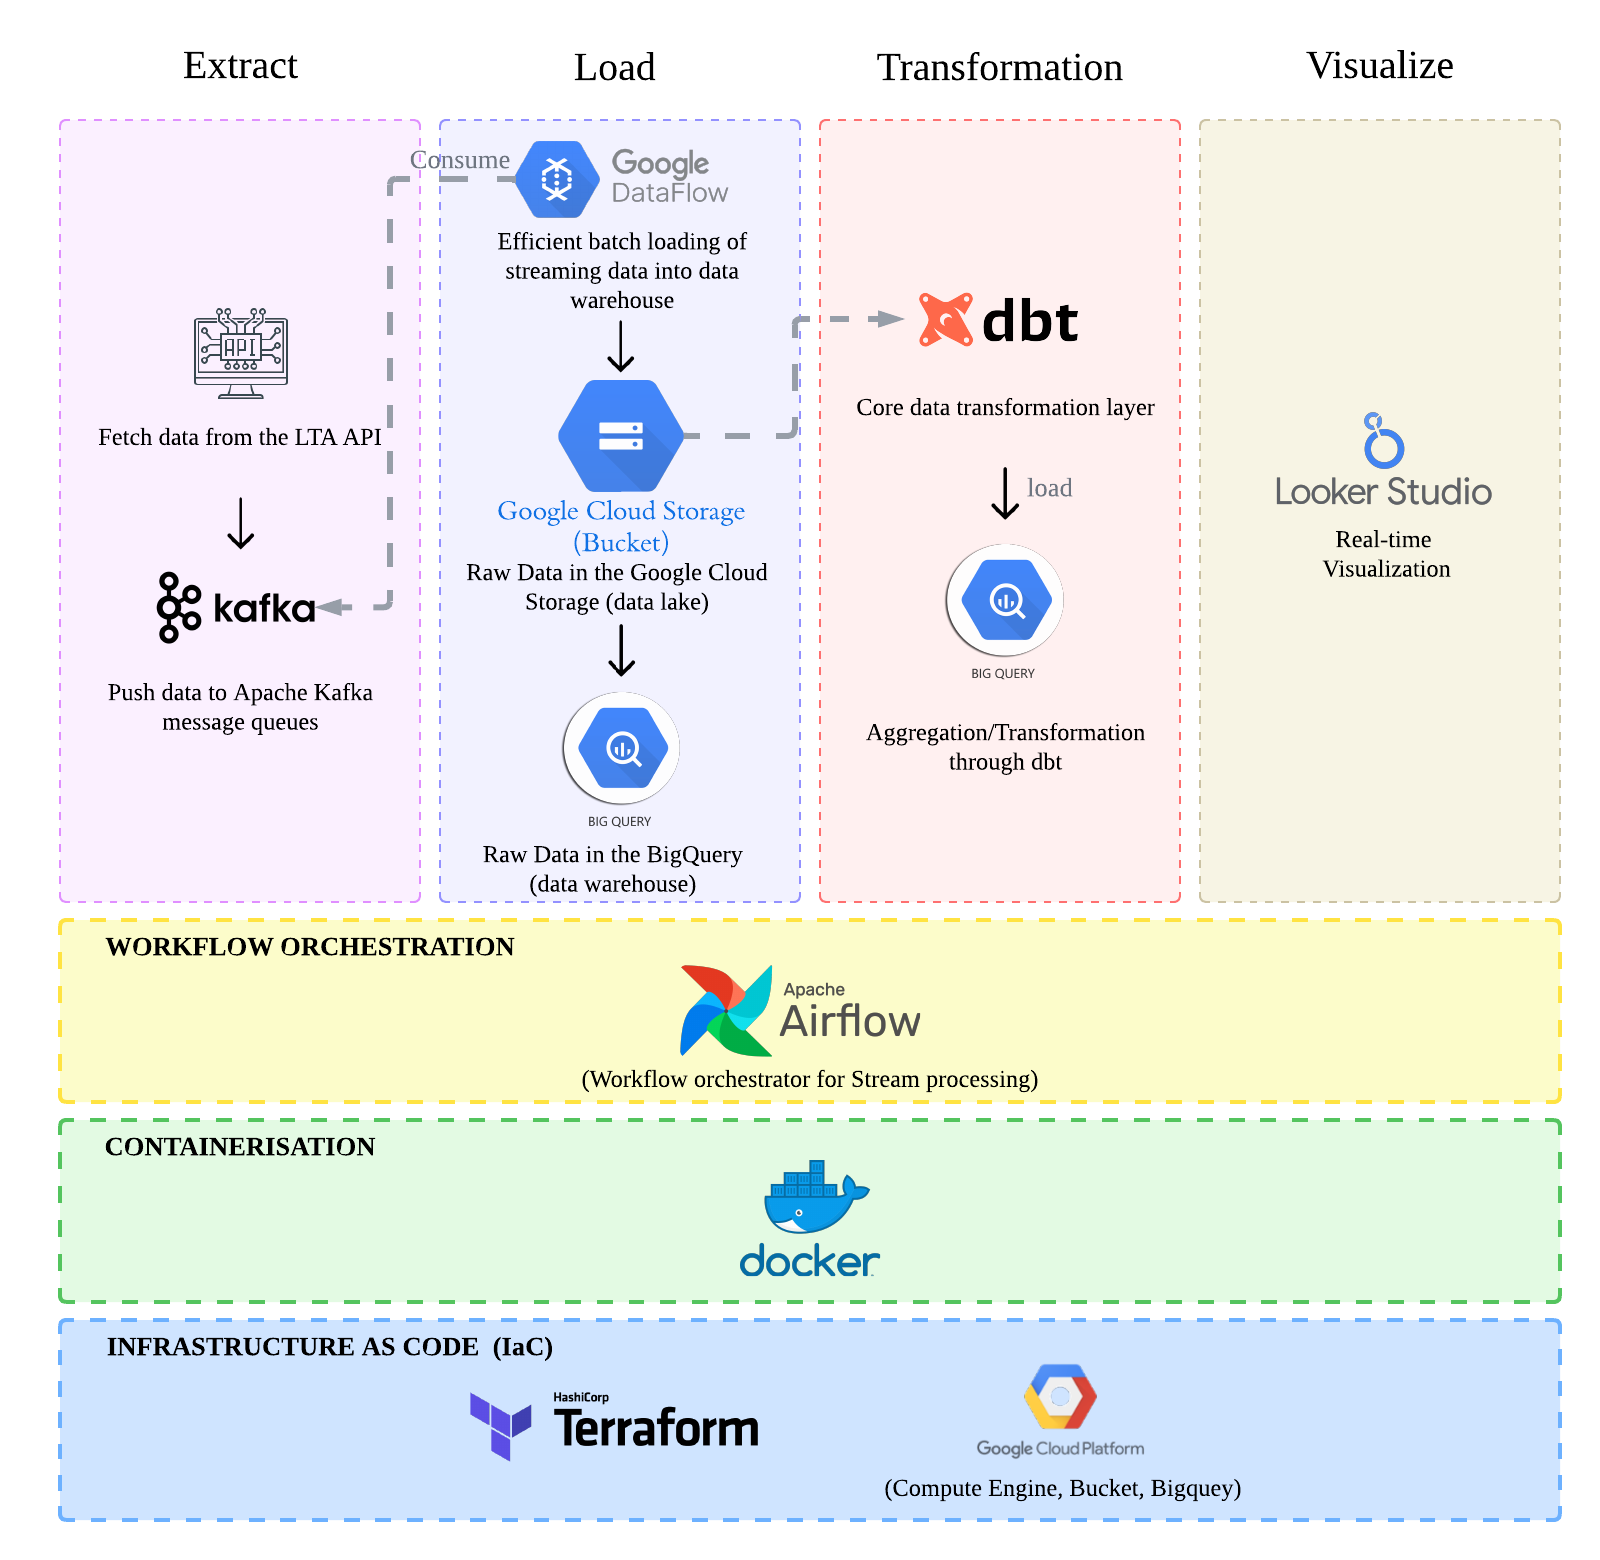 Extract
Load
Transformation
Visualize
API
Fetch data from the LTA API
kafka
Push data to Apache Kafka
message queues
Consume
Google
DataFlow
Efficient batch loading of
streaming data into data
warehouse
Google Cloud Storage
(Bucket)
Raw Data in the Google Cloud
Storage (data lake)
BIG QUERY
Raw Data in the BigQuery
(data warehouse)
dbt
Core data transformation layer
load
BIG QUERY
Aggregation/Transformation
through dbt
Looker Studio
Real-time
Visualization
WORKFLOW ORCHESTRATION
Apache
Airflow
(Workflow orchestrator for Stream processing)
CONTAINERISATION
docker
INFRASTRUCTURE AS CODE (IaC)
HashiCorp
Terraform
Google Cloud Platform
(Compute Engine, Bucket, Bigquey)